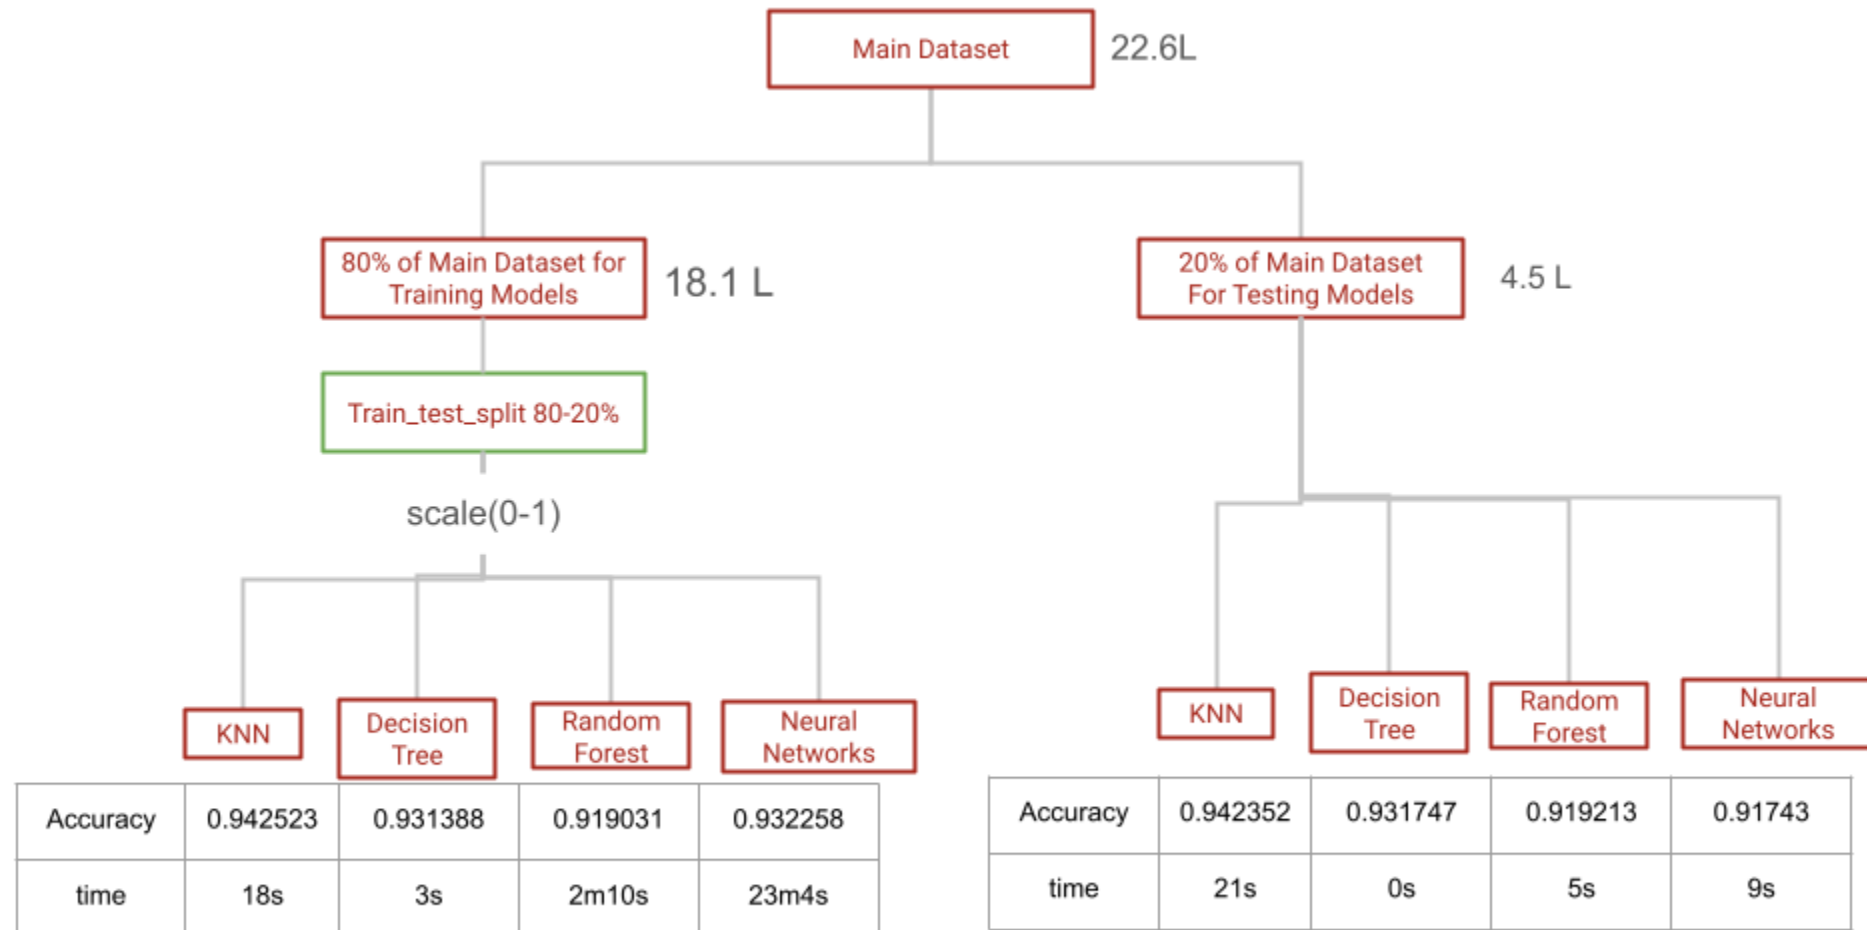 Main Dataset
22.6L
80% of Main Dataset for
Training Models
18.1 L
20% of Main Dataset
For Testing Models
4.5 L
Train_test_split 80-20%
scale(0-1)
KNN
Decision
Tree
Random
Forest
Neural
Networks
Accuracy 0.942523 0.931388 0.919031 0.932258
time 18s 3s 2m10s 23m4s
KNN
Decision
Tree
Random
Forest
Neural
Networks
Accuracy 0.942352 0.931747 0.919213 0.91743
time 21s 0s 5s 9s